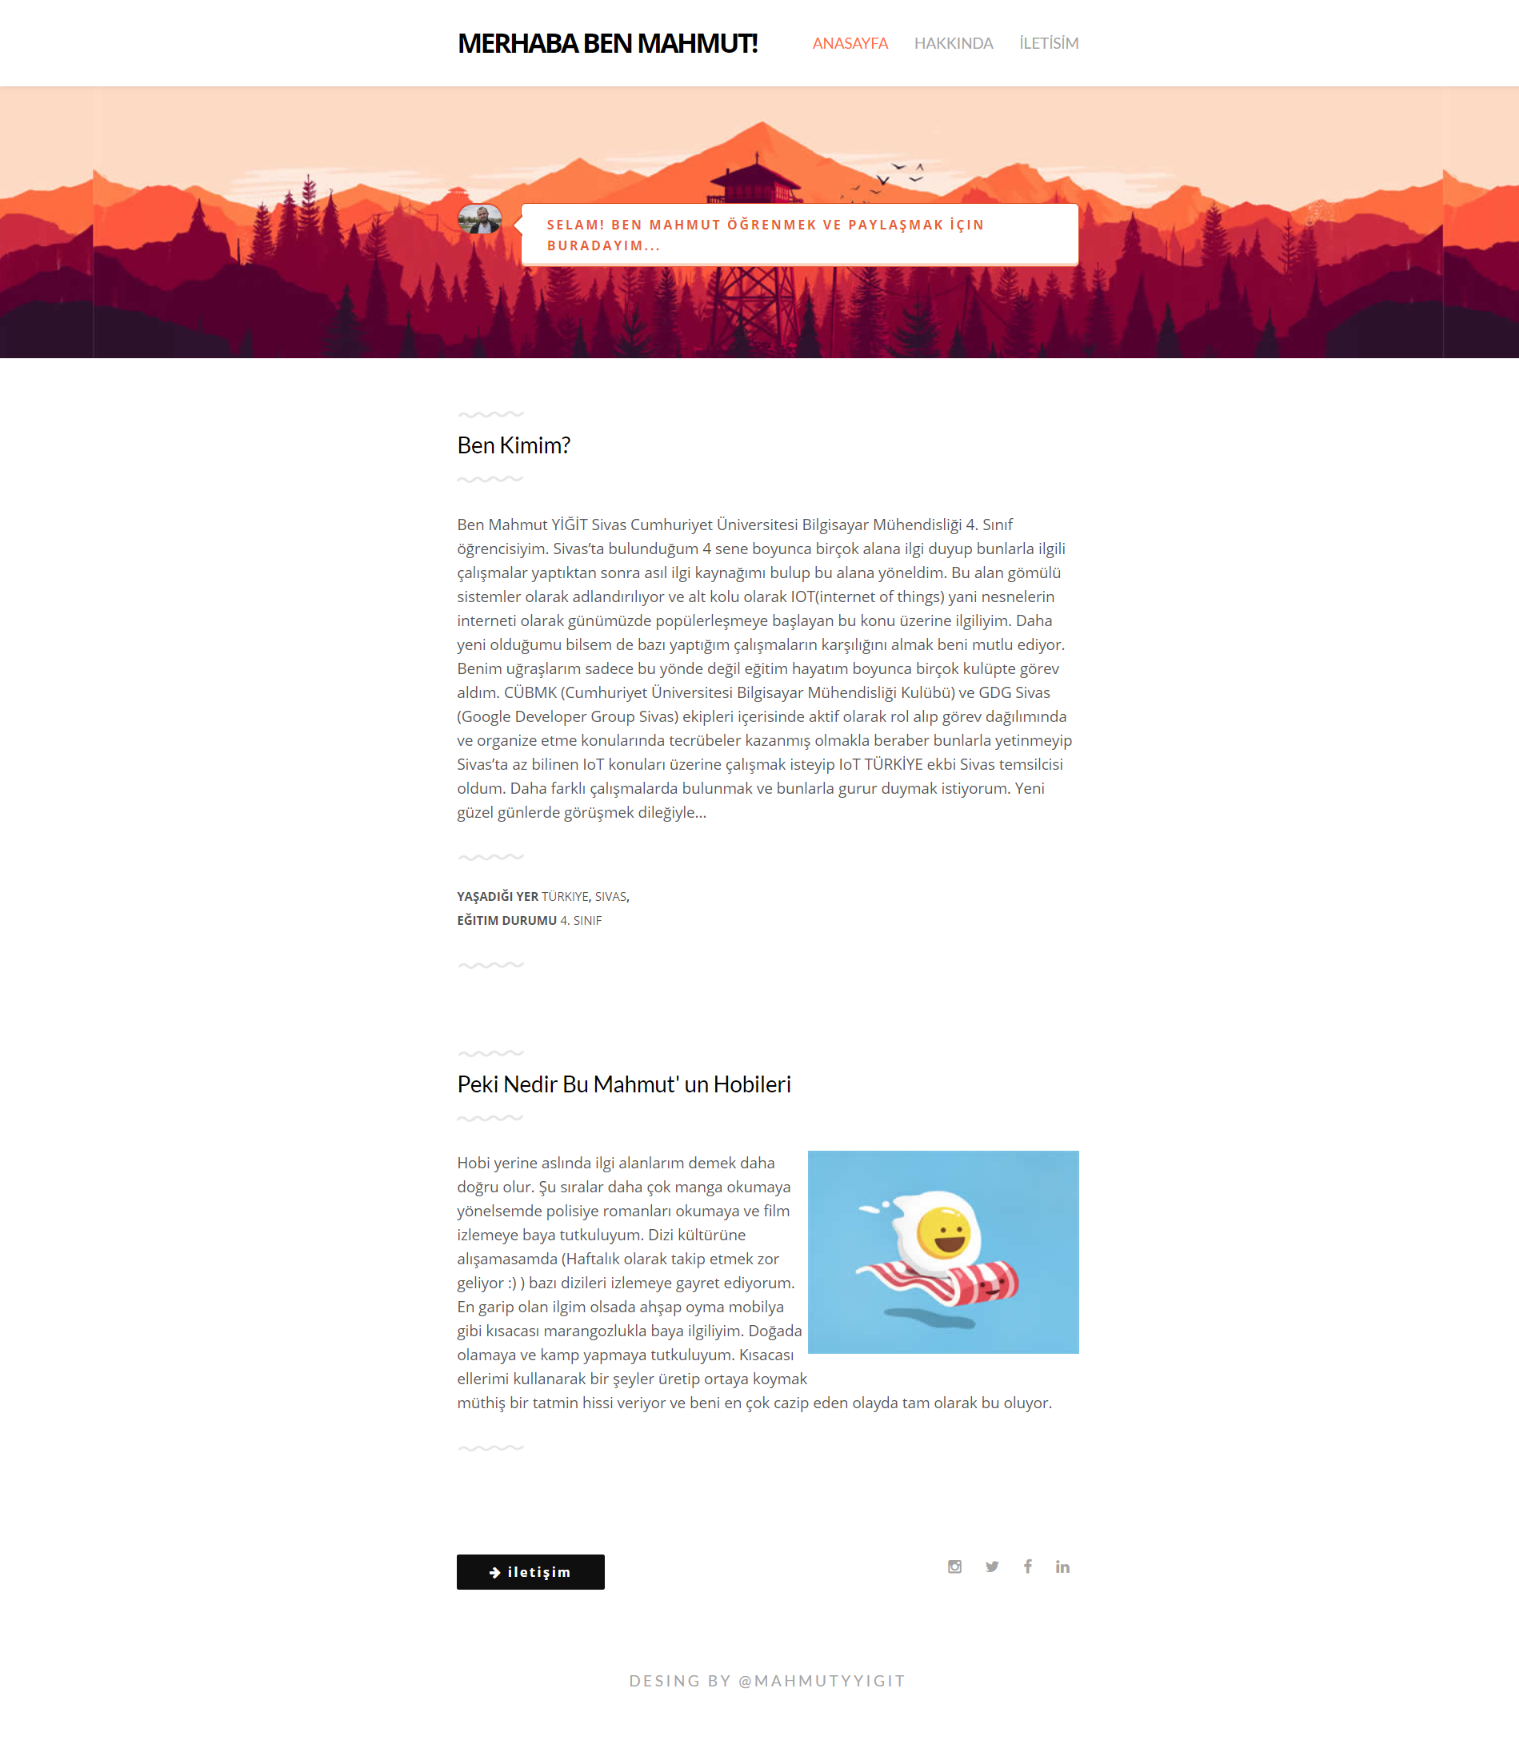 MERHABA BEN MAHMUT!
ANASAYFA HAKKINDA İLETİSİM
SELAM! BEN MAHMUT ÖĞRENMEK VE PAYLAŞMAK İÇİN
BURADAYIM...
Ben Kimim?
Ben Mahmut YİĞİT Sivas Cumhuriyet Üniversitesi Bilgisayar Mühendisliği 4. Sınıf
öğrencisiyim. Sivas’ta bulunduğum 4 sene boyunca birçok alana ilgi duyup bunlarla ilgili
çalışmalar yaptıktan sonra asıl ilgi kaynağımı bulup bu alana yöneldim. Bu alan gömülü
sistemler olarak adlandırılıyor ve alt kolu olarak IOT(internet of things) yani nesnelerin
interneti olarak günümüzde popülerleşmeye başlayan bu konu üzerine ilgiliyim. Daha
yeni olduğumu bilsem de bazı yaptığım çalışmaların karşılığını almak beni mutlu ediyor.
Benim uğraşlarım sadece bu yönde değil eğitim hayatım boyunca birçok kulüpte görev
aldım. CÜBMK (Cumhuriyet Üniversitesi Bilgisayar Mühendisliği Kulübü) ve GDG Sivas
(Google Developer Group Sivas) ekipleri içerisinde aktif olarak rol alıp görev dağılımında
ve organize etme konularında tecrübeler kazanmış olmakla beraber bunlarla yetinmeyip
Sivas’ta az bilinen IoT konuları üzerine çalışmak isteyip IoT TÜRKİYE ekbi Sivas temsilcisi
oldum. Daha farklı çalışmalarda bulunmak ve bunlarla gurur duymak istiyorum. Yeni
güzel günlerde görüşmek dileğiyle…
YAŞADIĞI YER TÜRKIYE, SIVAS,
EĞITIM DURUMU 4. SINIF
Peki Nedir Bu Mahmut' un Hobileri
Hobi yerine aslında ilgi alanlarım demek daha
doğru olur. Şu sıralar daha çok manga okumaya
yönelsemde polisiye romanları okumaya ve film
izlemeye baya tutkuluyum. Dizi kültürüne
alışamasamda (Haftalık olarak takip etmek zor
geliyor :) ) bazı dizileri izlemeye gayret ediyorum.
En garip olan ilgim olsada ahşap oyma mobilya
gibi kısacası marangozlukla baya ilgiliyim. Doğada
olamaya ve kamp yapmaya tutkuluyum. Kısacası
ellerimi kullanarak bir şeyler üretip ortaya koymak
müthiş bir tatmin hissi veriyor ve beni en çok cazip eden olayda tam olarak bu oluyor.
iletişim
DESING BY @MAHMUTYYIGIT